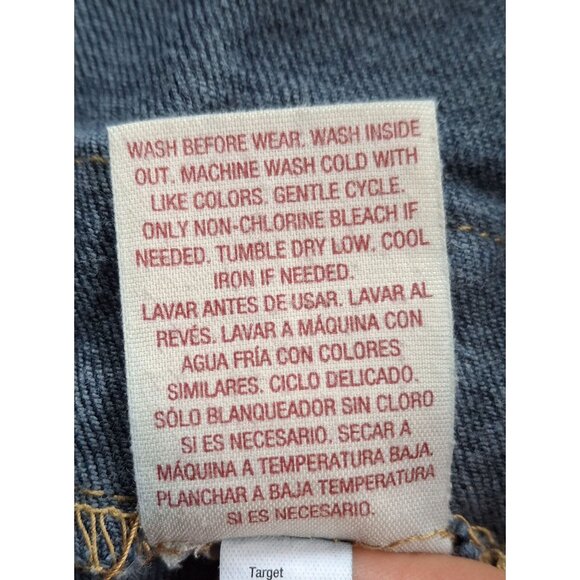 WASH BEFORE WEAR. WASH INSIDE
OUT. MACHINE WASH COLD WITH
LIKE COLORS. GENTLE CYCLE.
ONLY NON-CHLORINE BLEACH IF
NEEDED. TUMBLE DRY LOW. COOL
IRON IF NEEDED.
LAVAR ANTES DE USAR. LAVAR AL
REVÉS. LAVAR A MÁQUINA CON
AGUA FRÍA CON COLORES
SIMILARES. CICLO DELICADO.
SÓLO BLANQUEADOR SIN CLORO
SI ES NECESARIO. SECAR A
MÁQUINA A TEMPERATURA BAJA.
PLANCHAR A BAJA TEMPERATURA
SI ES NECESARIO.
Target